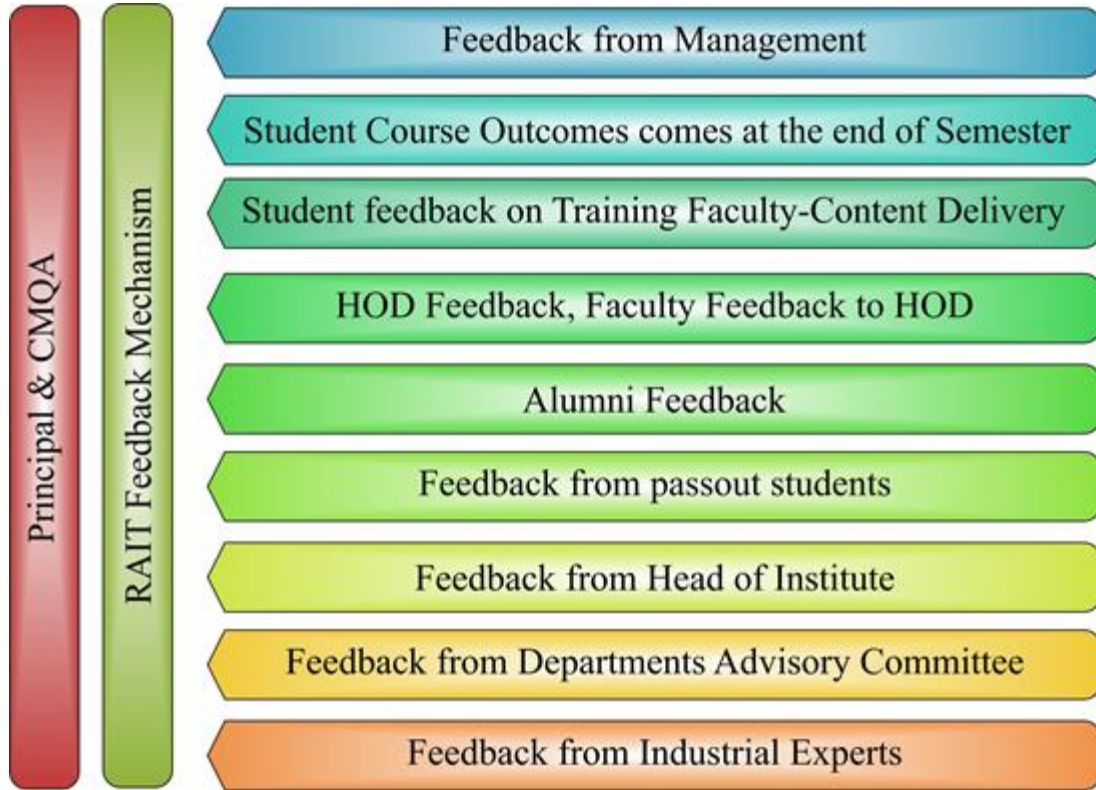 Principal & CMQA
RAIT Feedback Mechanism
Feedback from Management
Student Course Outcomes comes at the end of Semester
Student feedback on Training Faculty-Content Delivery
HOD Feedback, Faculty Feedback to HOD
Alumni Feedback
Feedback from passout students
Feedback from Head of Institute
Feedback from Departments Advisory Committee
Feedback from Industrial Experts